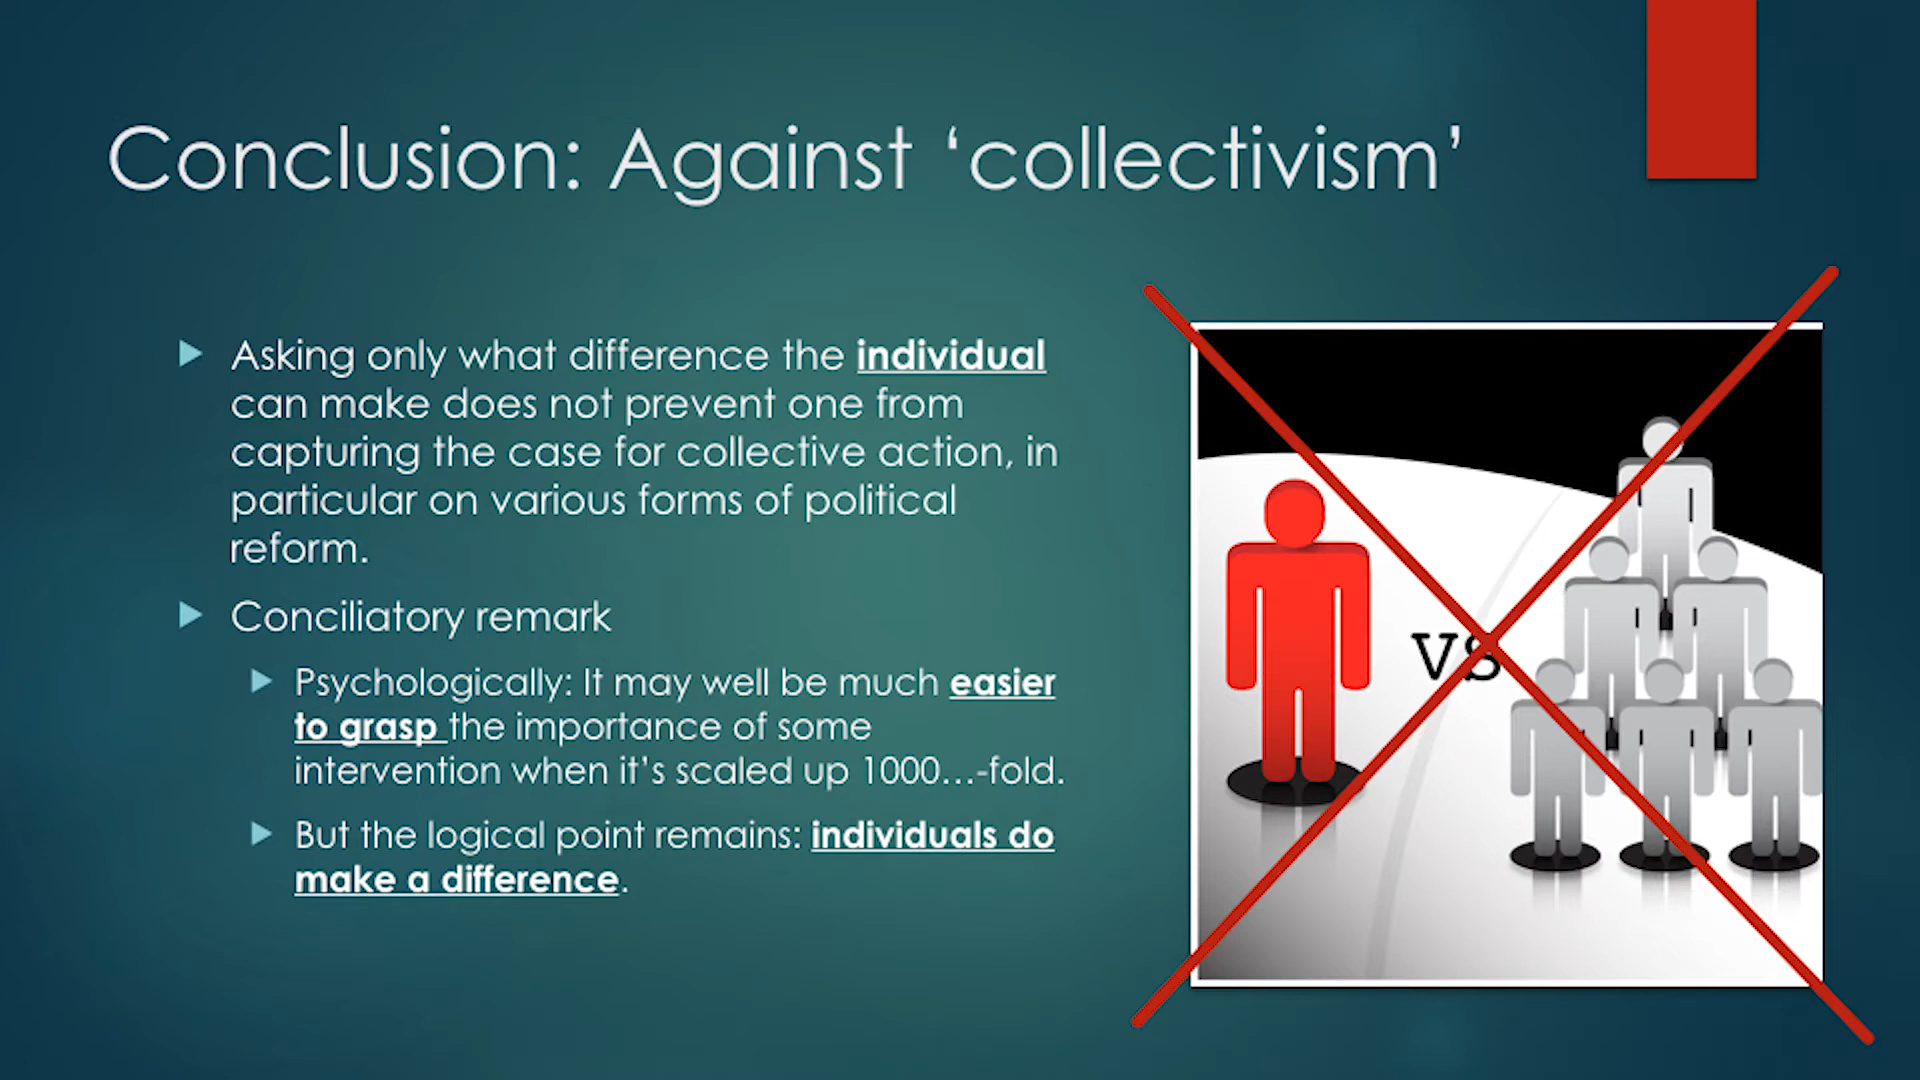 Conclusion: Against ‘collectivism’
Asking only what difference the individual
can make does not prevent one from
capturing the case for collective action, in
particular on various forms of political
reform.
Conciliatory remark
Psychologically: It may well be much easier
to grasp the importance of some
intervention when it’s scaled up 1000…-fold.
But the logical point remains: individuals do
make a difference.
vs